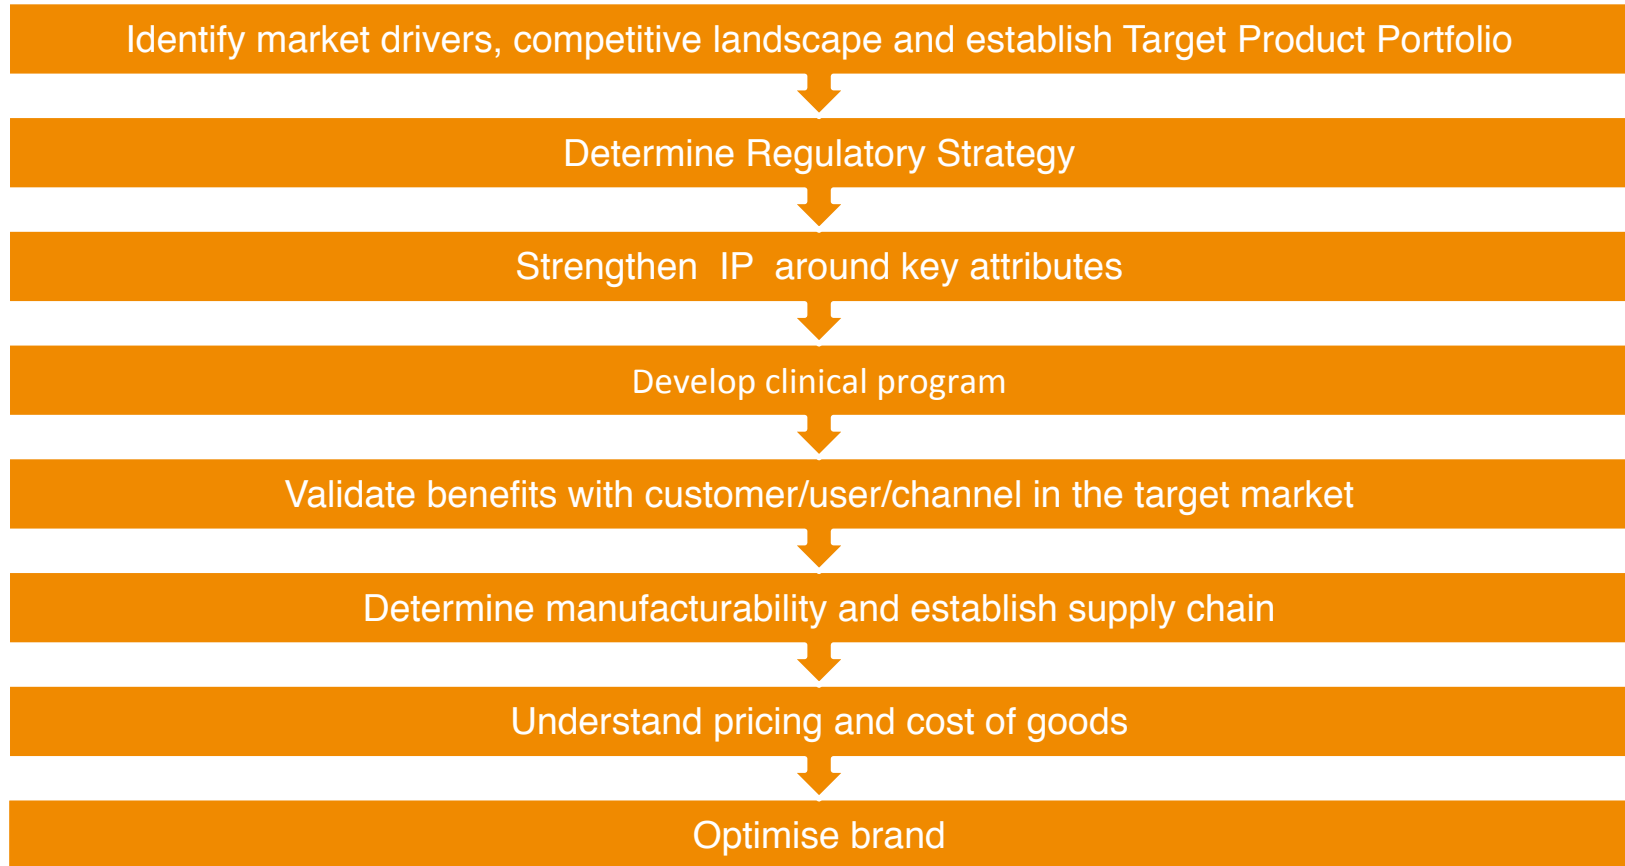 Identify market drivers, competitive landscape and establish Target Product Portfolio
Determine Regulatory Strategy
Strengthen  IP  around key attributes
Develop clinical program
Validate benefits with customer/user/channel in the target market
Determine manufacturability and establish supply chain
Understand pricing and cost of goods
Optimise brand